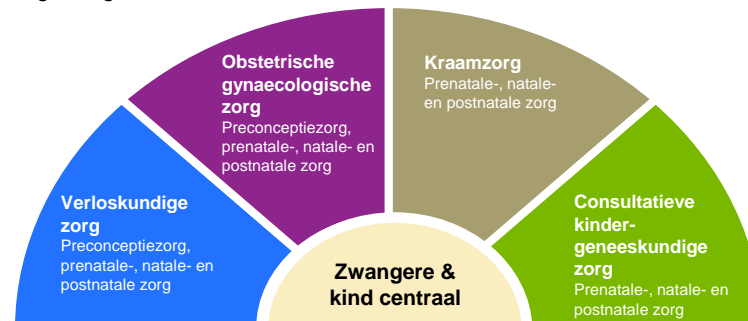 Verloskundige
zorg
Preconceptiezorg,
prenatale-, natale- en
postnatale zorg
Obstetrische
gynaecologische
zorg
Preconceptiezorg,
prenatale-, natale- en
postnatale zorg
Kraamzorg
Prenatale-, natale-
en postnatale zorg
Consultatieve
kinder-
geneeskundige
zorg
Prenatale-, natale- en
postnatale zorg
Zwangere &
kind centraal